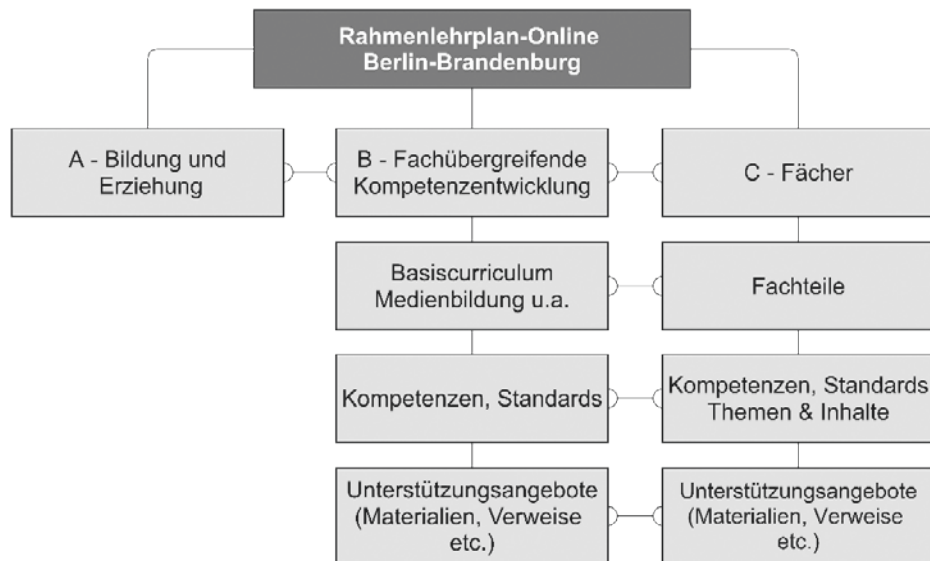 Rahmenlehrplan-Online
Berlin-Brandenburg
A - Bildung und
Erziehung
B - Fachübergreifende
Kompetenzentwicklung
C - Fächer
Basiscurriculum
Medienbildung u.a.
Fachteile
Kompetenzen, Standards
Kompetenzen, Standards
Themen & Inhalte
Unterstützungsangebote
(Materialien, Verweise
etc.)
Unterstützungsangebote
(Materialien, Verweise
etc.)